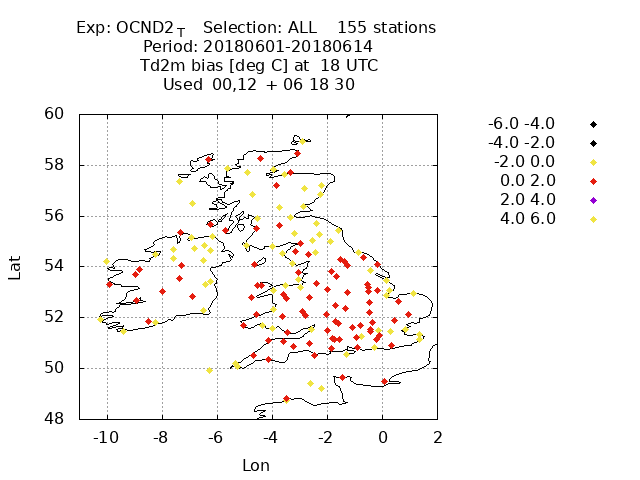 Exp: OCND2T Selection: ALL 155 stations
Period: 20180601-20180614
Td2m bias [deg C] at 18 UTC
Used 00,12 + 06 18 30
-6.0 -4.0
-4.0 -2.0
-2.0 0.0
0.0 2.0
2.0 4.0
4.0 6.0
60
58
56
54
52
50
48
Lat
-10 -8 -6 -4 -2 0 2
Lon